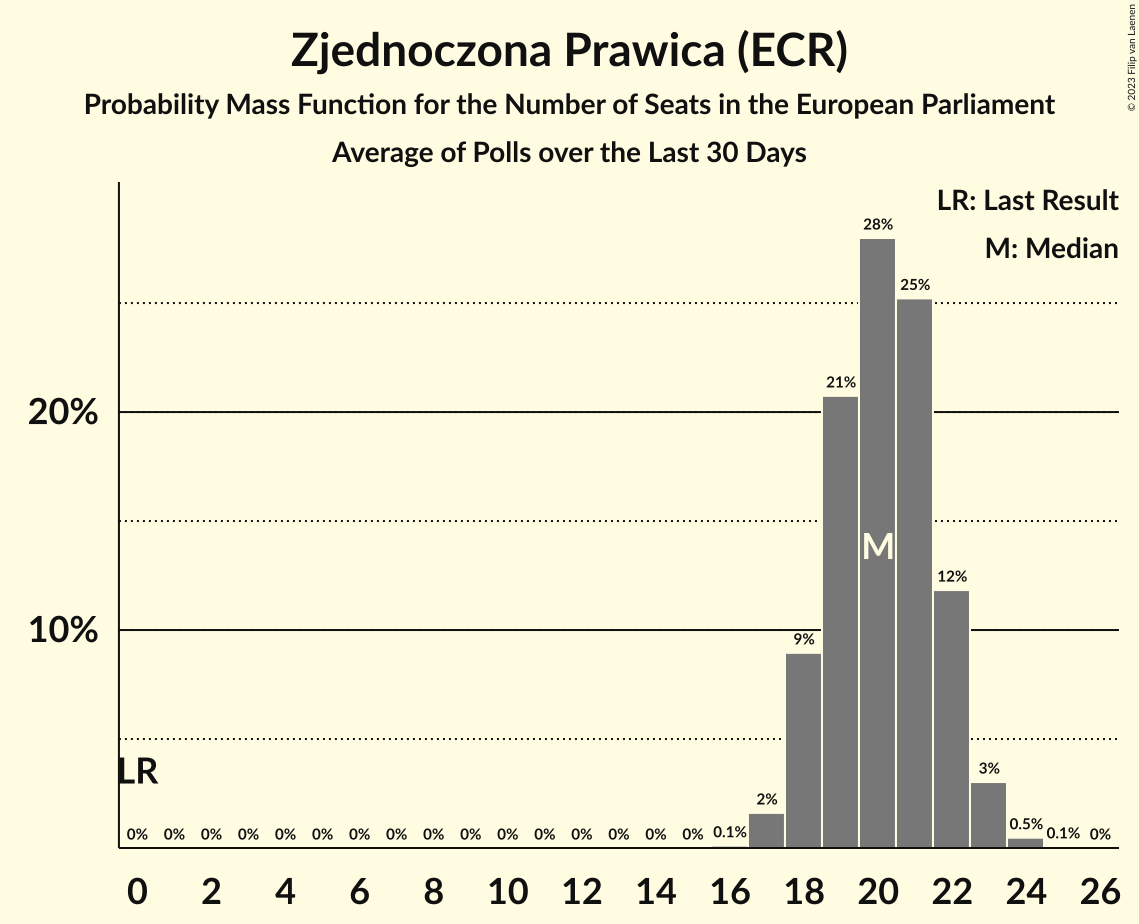 Zjednoczona Prawica (ECR)
Probability Mass Function for the Number of Seats in the European Parliament
Average of Polls over the Last 30 Days
© 2023 Filip van Laenen
LR: Last Result
M: Median
28%
25%
21%
20%
M
12%
10%
9%
LR
3%
2%
0% 0% 0% 0% 0% 0% 0% 0% 0% 0% 0% 0% 0% 0% 0% 0% 0.1% 0.5% 0.1% 0%
0 2 4 6 8 10 12 14 16 18 20 22 24 26